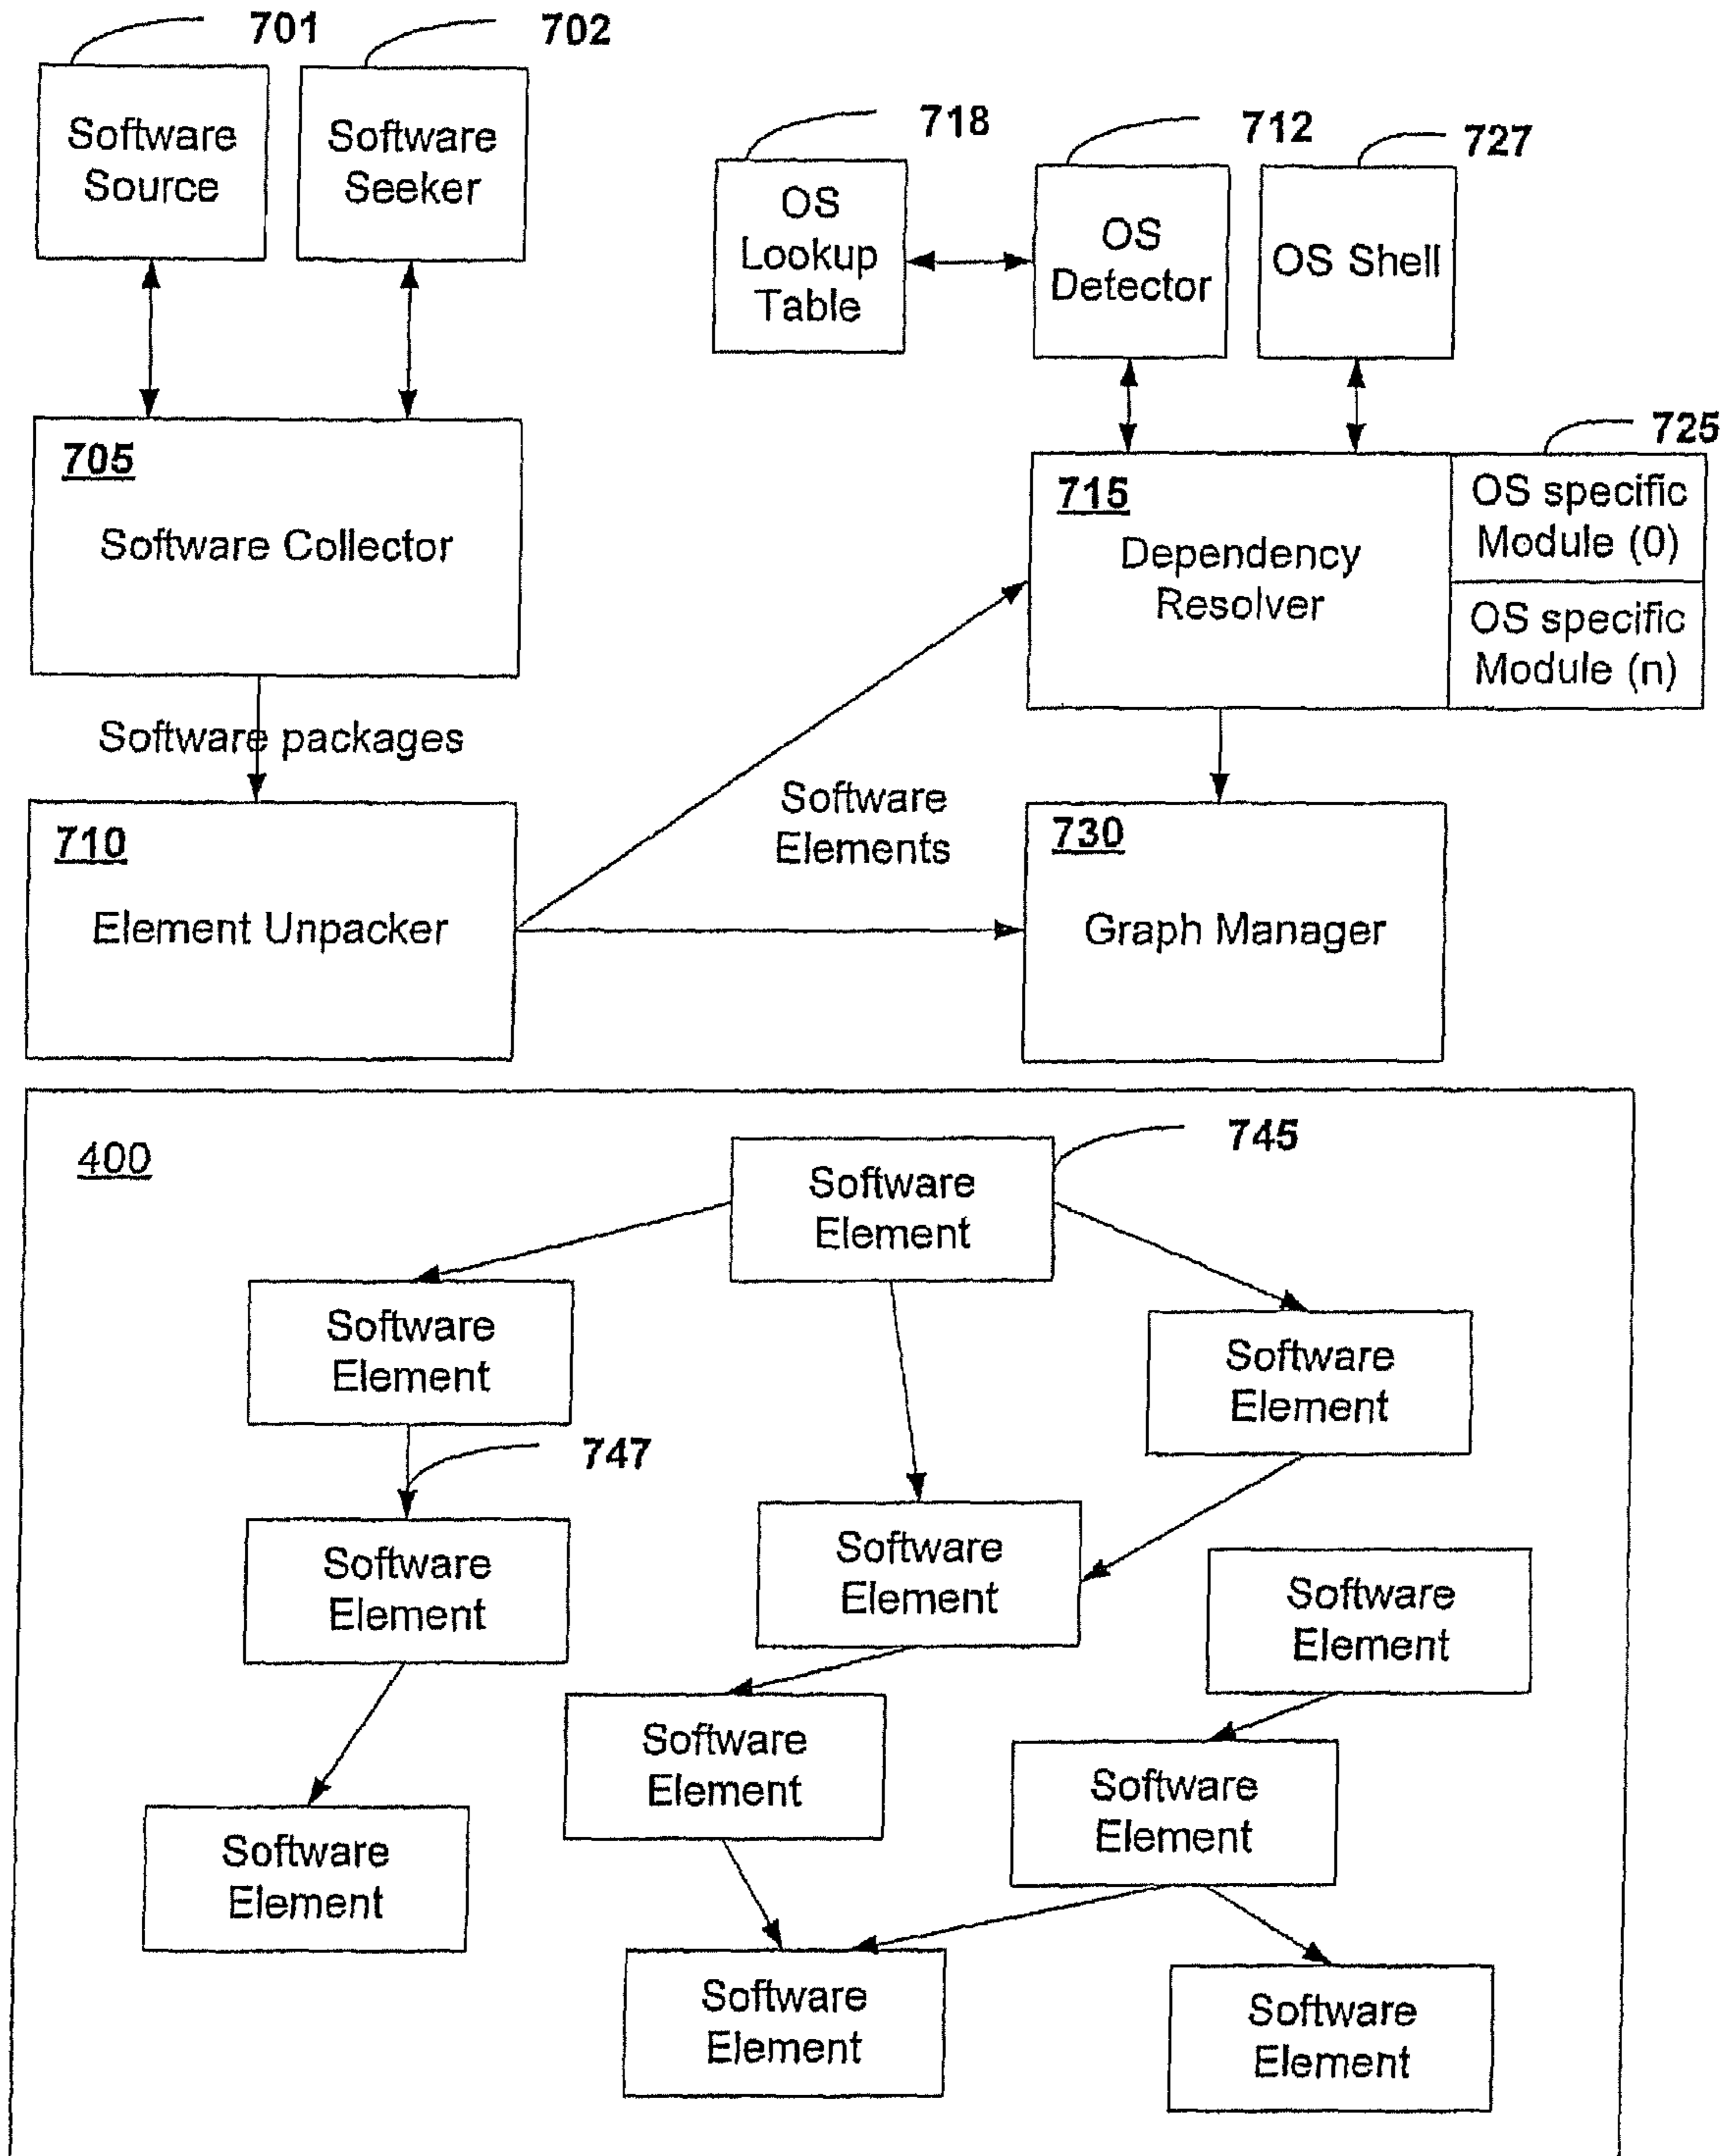 701
702
Software
Source
Software
Seeker
718
712
727
OS
Lookup
Table
OS
Detector
OS Shell
705
Software Collector
725
715
Dependency
Resolver
OS specific
Module (0)
OS specific
Module (n)
Software packages
Software
Elements
710
Element Unpacker
730
Graph Manager
400
745
Software
Element
Software
Element
Software
Element
747
Software
Element
Software
Element
Software
Element
Software
Element
Software
Element
Software
Element
Software
Element
Software
Element